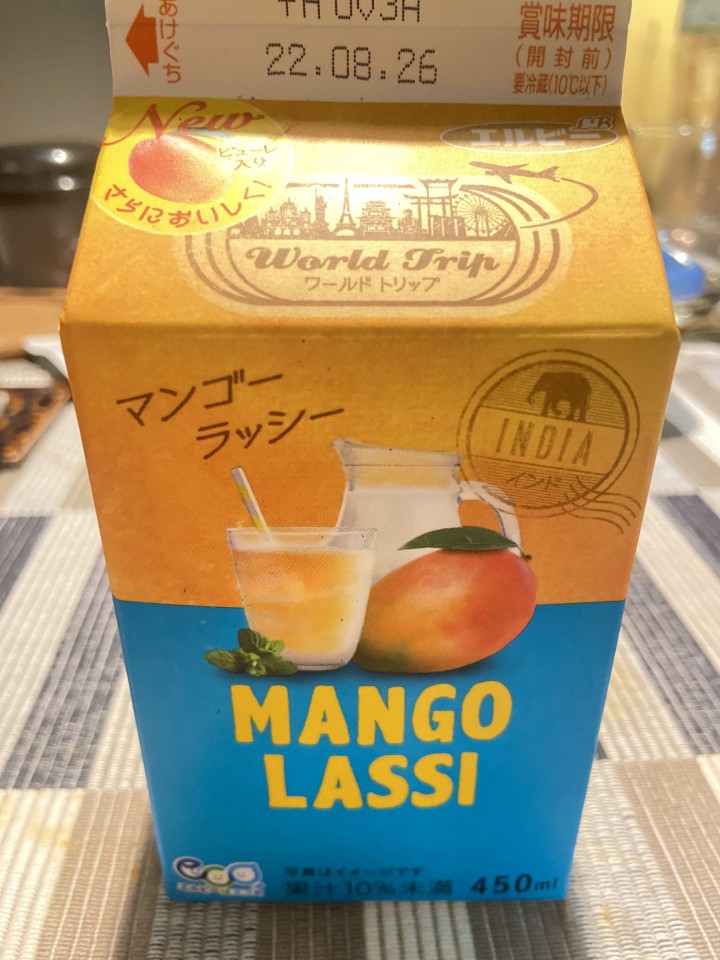 あけぐち
22.08.26
賞味期限
(開封前)
要冷蔵(10℃以下)
New
ピューレ
入り
さらにおいしく!
LB
エルビー
World Trip
ワールド トリップ
マンゴー
ラッシー
INDIA
インド
MANGO
LASSI
eco
写真はイメージです
果汁10%未満 450ml